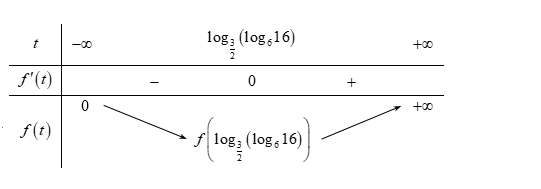 t −∞ log_{3/2}(log_6 16) +∞
f'(t) − 0 +
0 +∞
f(t) f(log_{3/2}(log_6 16))